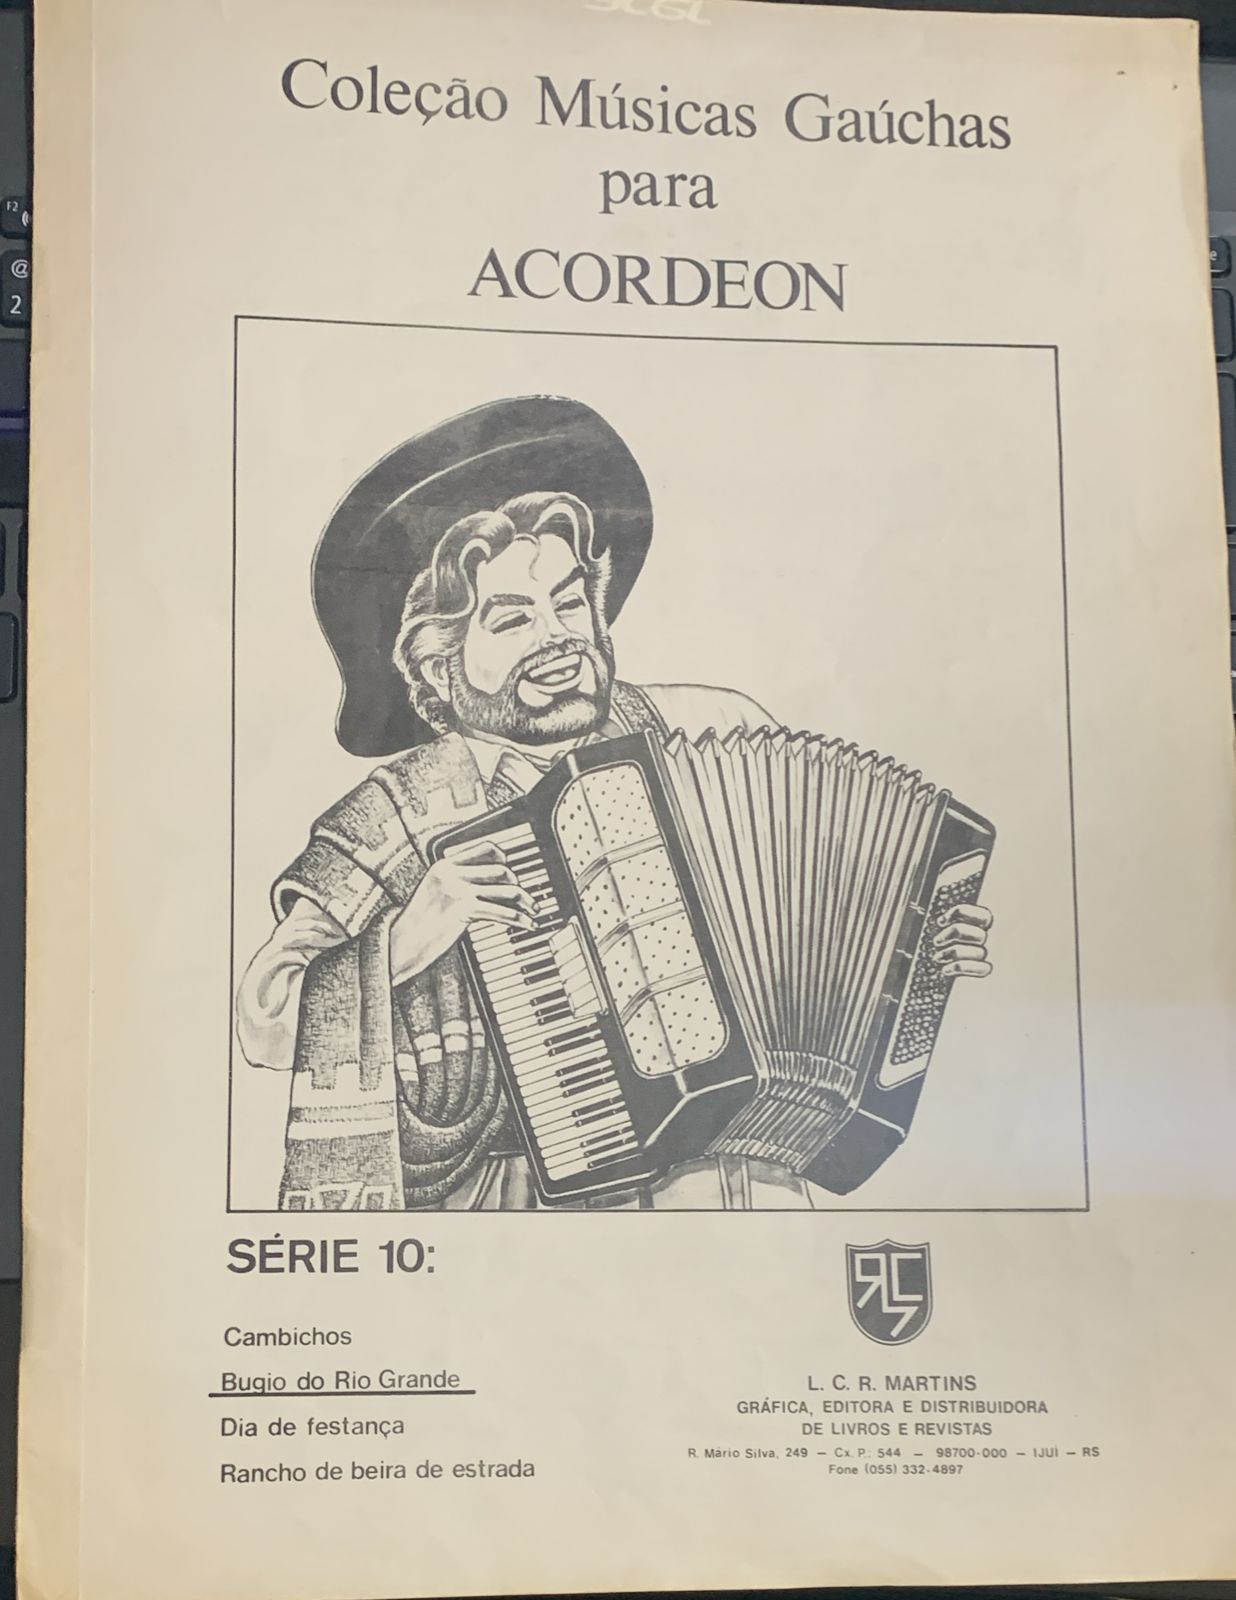 Coleção Músicas Gaúchas
para
ACORDEON
SÉRIE 10:
Cambichos
Bugio do Rio Grande
Dia de festança
Rancho de beira de estrada
L. C. R. MARTINS
GRÁFICA, EDITORA E DISTRIBUIDORA
DE LIVROS E REVISTAS
R. Mário Silva, 249 – Cx. P.: 544 – 98700-000 – IJUÍ – RS
Fone (055) 332-4897
F2
@
2
e